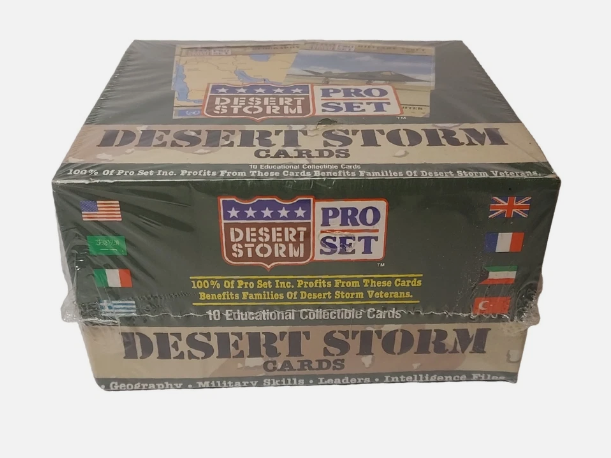 DESERT STORM PRO SET
DESERT STORM
CARDS
10 Educational Collectible Cards
100% Of Pro Set Inc. Profits From These Cards Benefits Families Of Desert Storm Veterans.
DESERT STORM PRO SET
TM
100% Of Pro Set Inc. Profits From These Cards
Benefits Families Of Desert Storm Veterans.
10 Educational Collectible Cards
DESERT STORM
CARDS
• Geography • Military Skills • Leaders • Intelligence Files